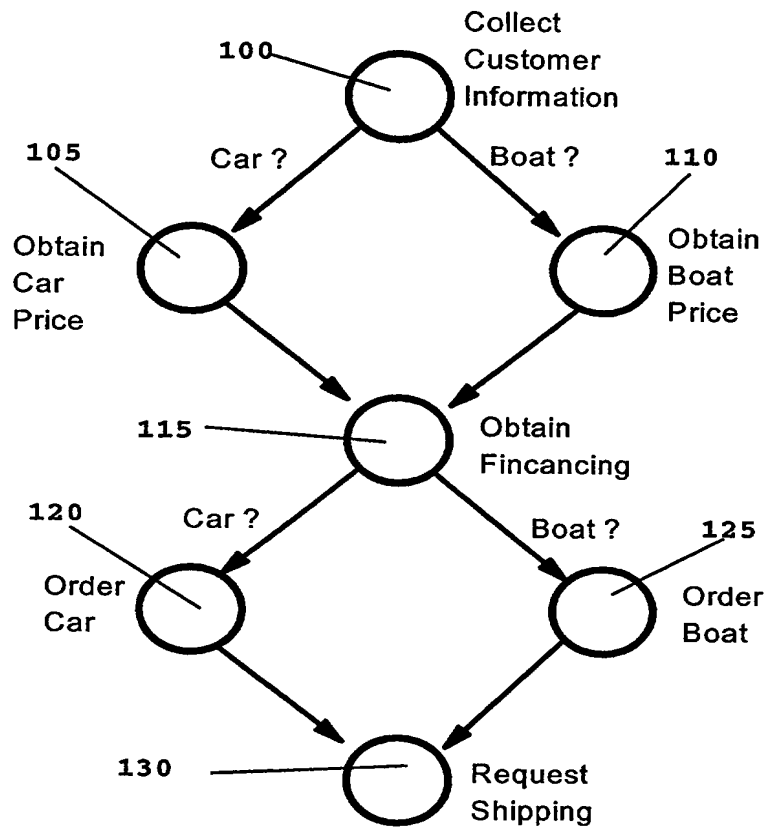 100
Collect
Customer
Information
105
Car ?
Boat ?
110
Obtain
Car
Price
Obtain
Boat
Price
115
Obtain
Fincancing
120
Car ?
Boat ?
125
Order
Car
Order
Boat
130
Request
Shipping